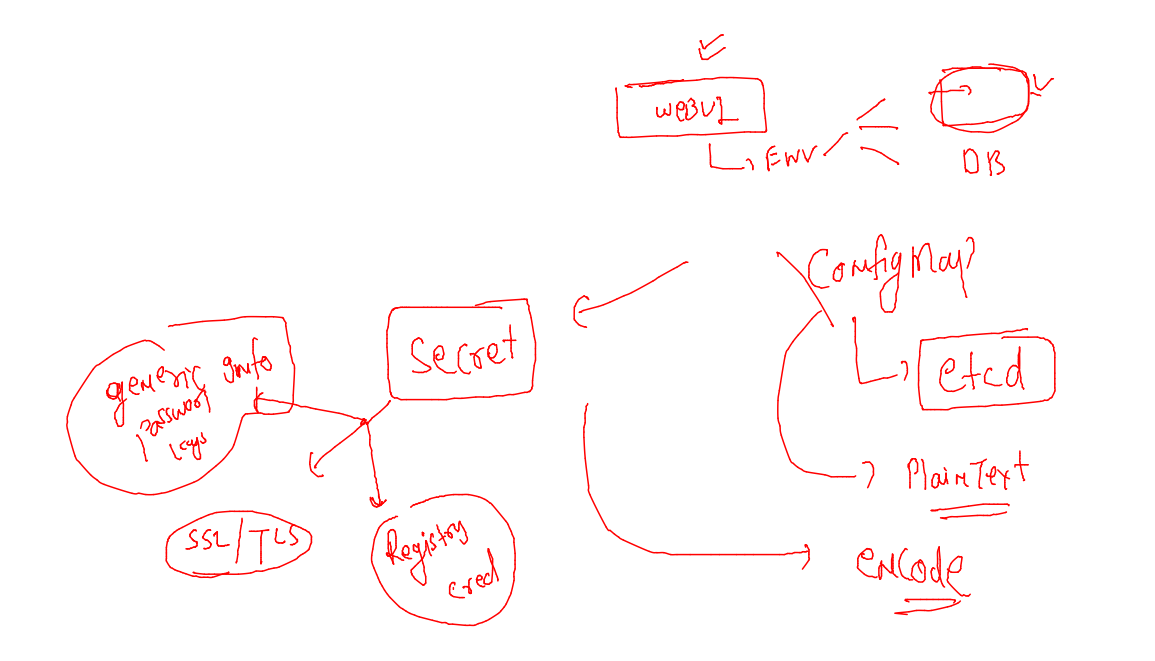 WEBUI
ENV
DB
ConfigMap
Secret
etcd
generic info
Password
keys
PlainText
SSL/TLS
Registry
cred
encode